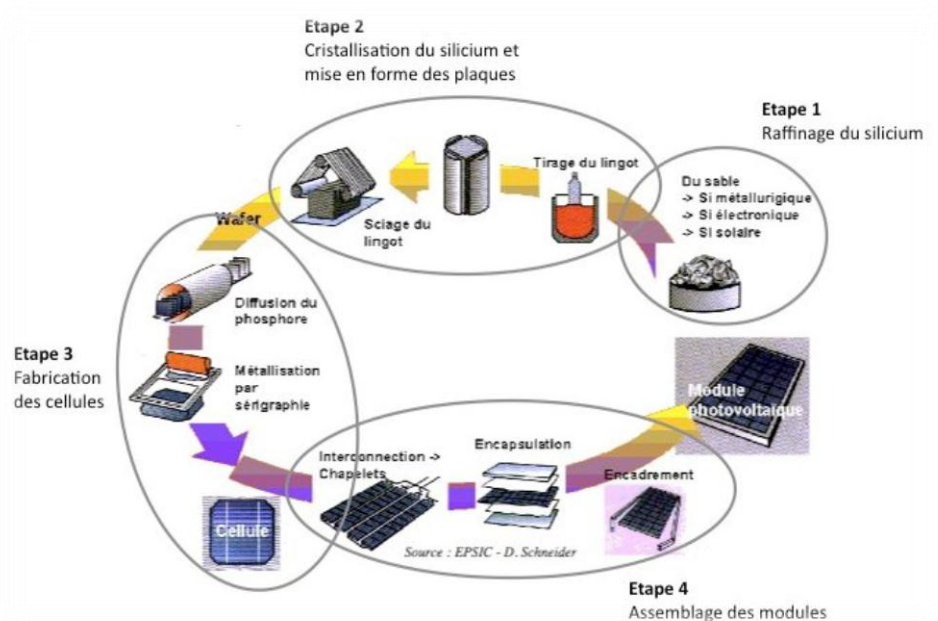 Etape 2
Cristallisation du silicium et
mise en forme des plaques
Etape 1
Raffinage du silicium
Tirage du lingot
Du sable
-> Si métallurigique
-> Si électronique
-> Si solaire
Sciage du
lingot
Wafer
Diffusion du
phosphore
Etape 3
Fabrication
des cellules
Métallisation
par
sérigraphie
Module
photovoltaïque
Interconnection ->
Chapelets
Encapsulation
Encadrement
Cellule
Source : EPSIC - D. Schneider
Etape 4
Assemblage des modules